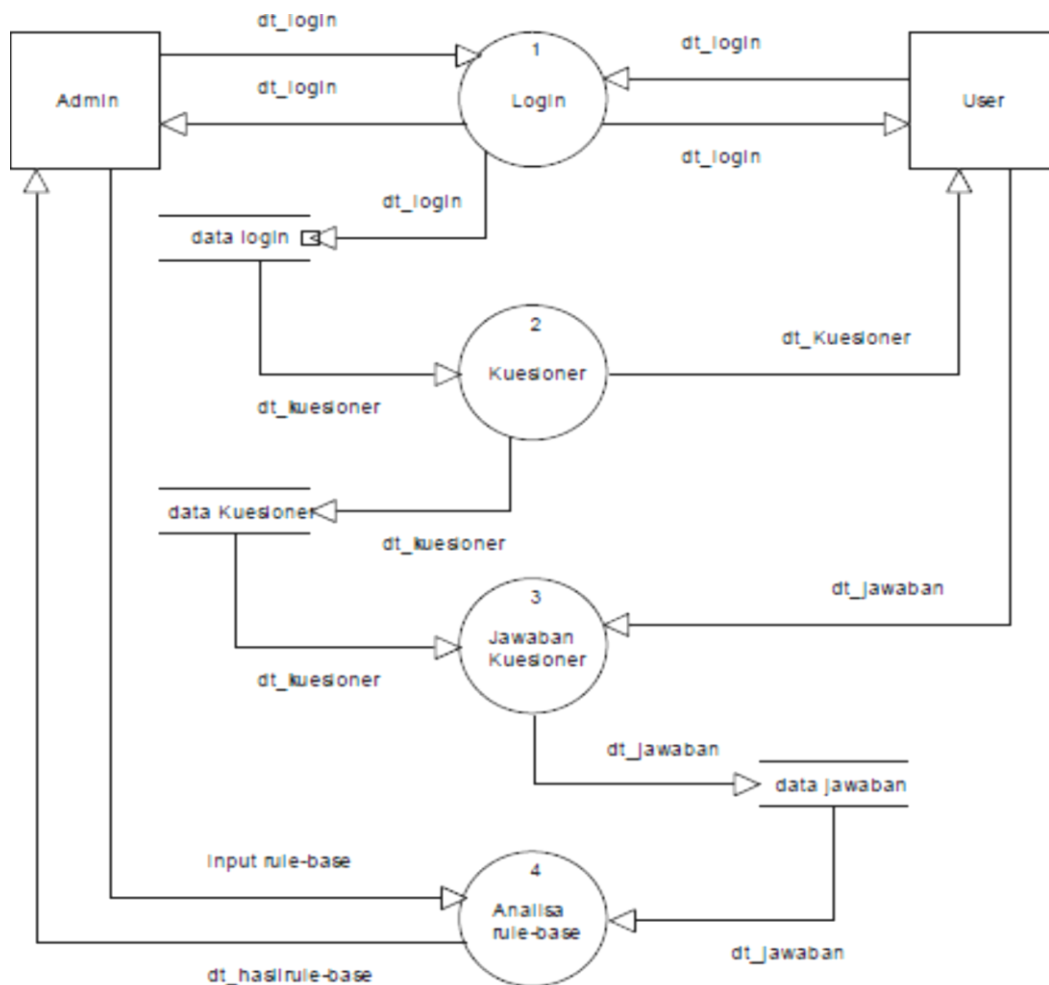 dt_login
1
dt_login
Admin
dt_login
Login
User
dt_login
dt_login
data login
2
dt_Kuesioner
Kuesioner
dt_kuesioner
data Kuesioner
dt_kuesioner
3
dt_jawaban
Jawaban
Kuesioner
dt_kuesioner
dt_jawaban
data jawaban
Input rule-base
4
Analisa
rule-base
dt_jawaban
dt_hasilrule-base